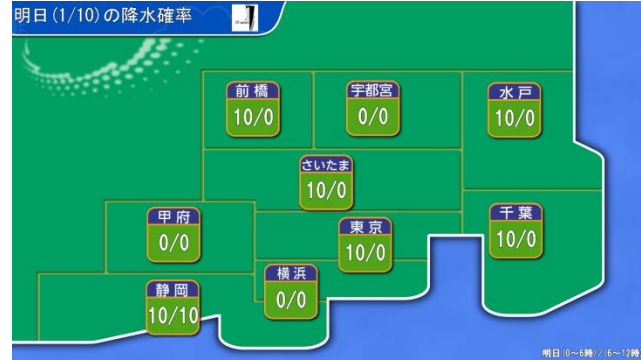 明日(1/10)の降水確率
前橋
10/0
宇都宮
0/0
水戸
10/0
さいたま
10/0
甲府
0/0
東京
10/0
千葉
10/0
横浜
0/0
静岡
10/10
明日(0～6時)/(6～12時